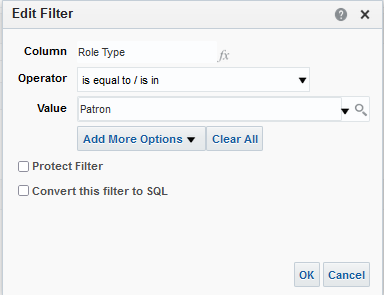 Edit Filter
Column Role Type fx
Operator is equal to / is in
Value Patron
Add More Options Clear All
Protect Filter
Convert this filter to SQL
OK Cancel